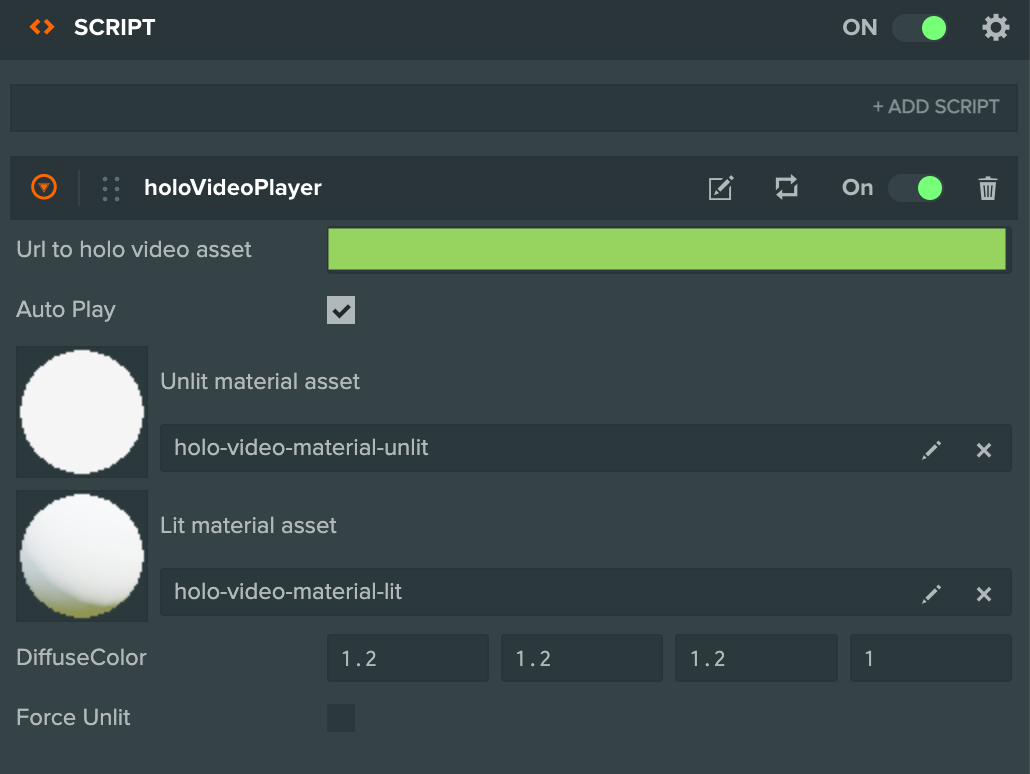 SCRIPT ON
+ ADD SCRIPT
holoVideoPlayer On
Url to holo video asset
Auto Play
Unlit material asset
holo-video-material-unlit
Lit material asset
holo-video-material-lit
DiffuseColor 1.2 1.2 1.2 1
Force Unlit